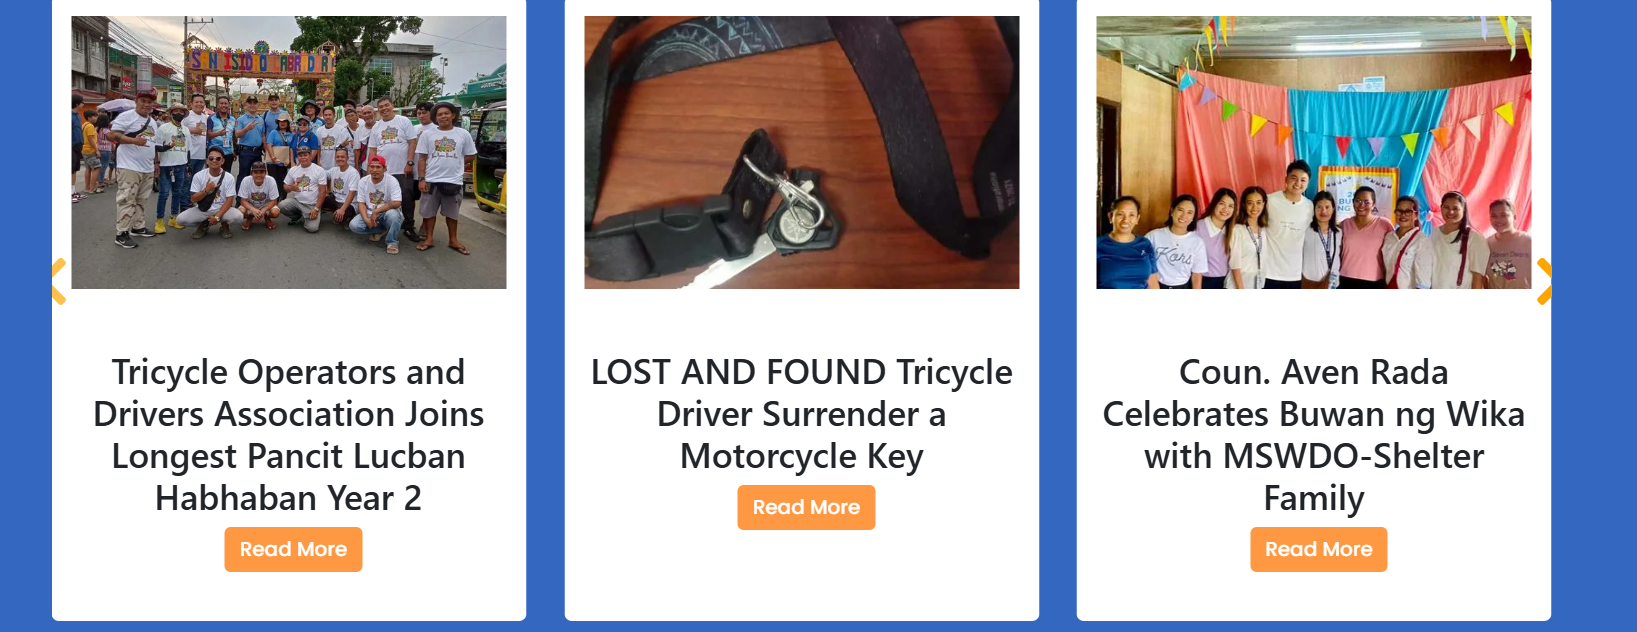 SAN ISIDRO LABRADOR
Tricycle Operators and
Drivers Association Joins
Longest Pancit Lucban
Habhaban Year 2
Read More
LOST AND FOUND Tricycle
Driver Surrender a
Motorcycle Key
Read More
Kors
Coun. Aven Rada
Celebrates Buwan ng Wika
with MSWDO-Shelter
Family
Read More